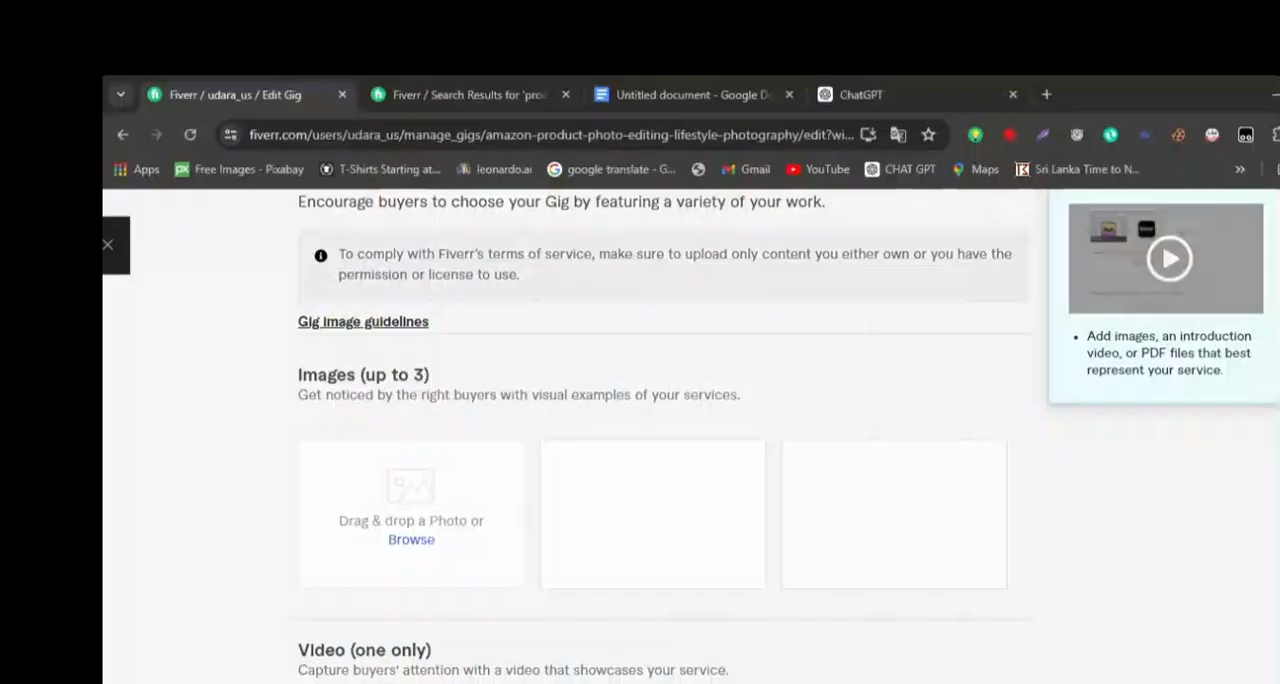 Fiverr / udara_us / Edit Gig
Fiverr / Search Results for 'proc
Untitled document - Google D
ChatGPT
fiverr.com/users/udara_us/manage_gigs/amazon-product-photo-editing-lifestyle-photography/edit?wi...
Apps
Free Images - Pixabay
T-Shirts Starting at...
leonardo.ai
google translate - G...
Gmail
YouTube
CHAT GPT
Maps
Sri Lanka Time to N...
Encourage buyers to choose your Gig by featuring a variety of your work.
To comply with Fiverr's terms of service, make sure to upload only content you either own or you have the
permission or license to use.
Gig image guidelines
• Add images, an introduction
video, or PDF files that best
represent your service.
Images (up to 3)
Get noticed by the right buyers with visual examples of your services.
Drag & drop a Photo or
Browse
Video (one only)
Capture buyers' attention with a video that showcases your service.